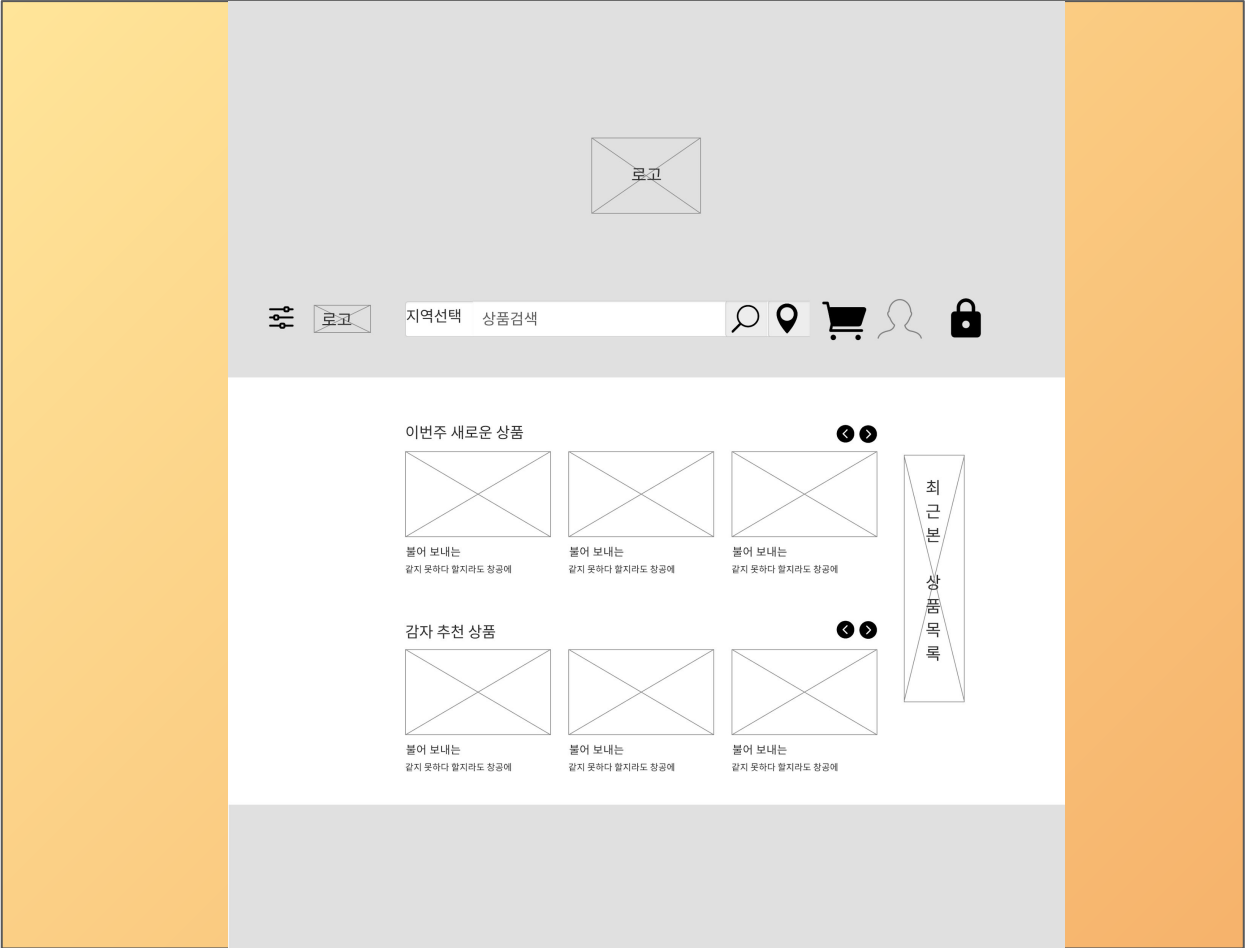 로고
로고
지역선택 상품검색
이번주 새로운 상품
불어 보내는 불어 보내는 불어 보내는
같지 못하다 할지라도 창공에 같지 못하다 할지라도 창공에 같지 못하다 할지라도 창공에
감자 추천 상품
불어 보내는 불어 보내는 불어 보내는
같지 못하다 할지라도 창공에 같지 못하다 할지라도 창공에 같지 못하다 할지라도 창공에
최
근
본
상
품
목
록